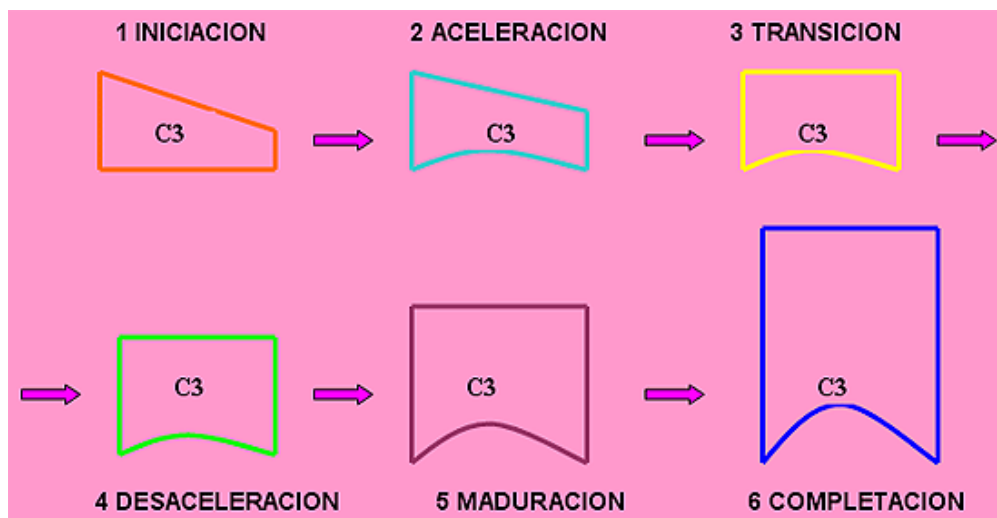 1 INICIACION
2 ACELERACION
3 TRANSICION
C3
C3
C3
C3
C3
C3
4 DESACELERACION
5 MADURACION
6 COMPLETACION